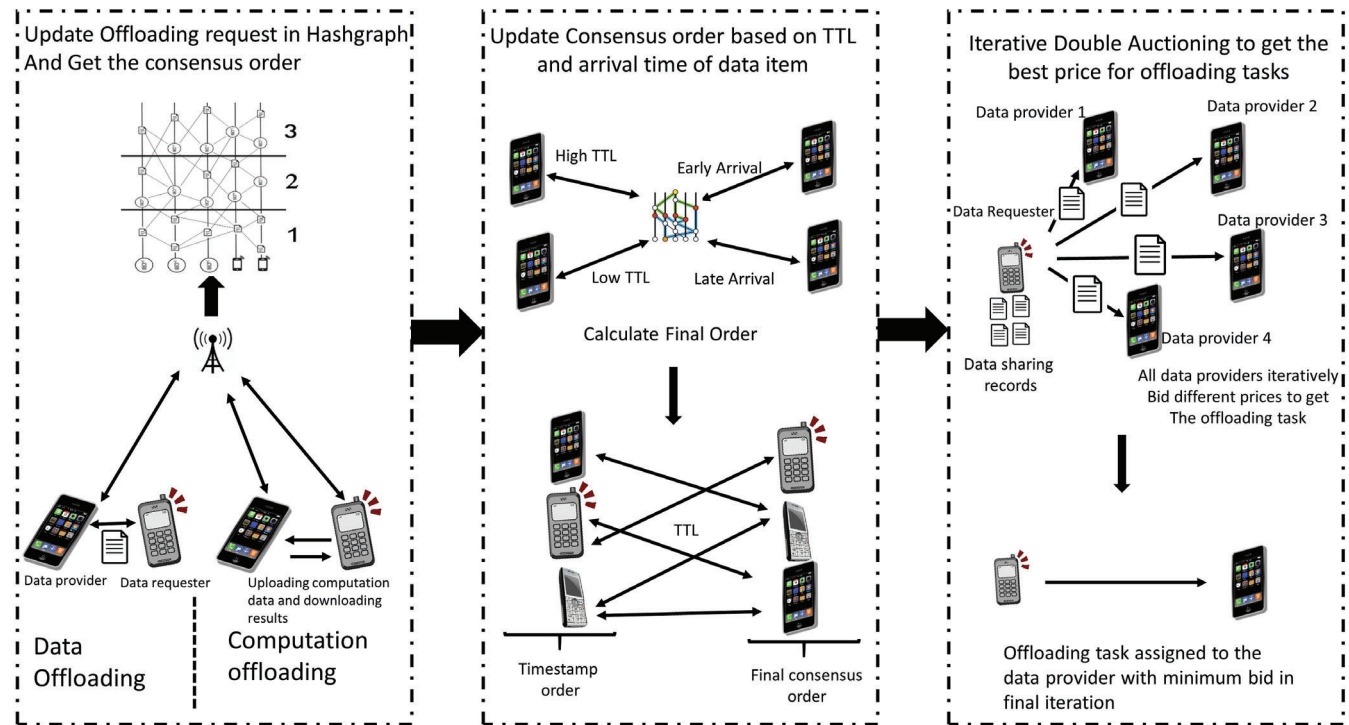 Update Offloading request in Hashgraph
And Get the consensus order
3
2
1
Data provider
Data requester
Uploading computation
data and downloading
results
Data
Offloading
Computation
offloading
Update Consensus order based on TTL
and arrival time of data item
High TTL
Early Arrival
Low TTL
Late Arrival
Calculate Final Order
TTL
Timestamp
order
Final consensus
order
Iterative Double Auctioning to get the
best price for offloading tasks
Data provider 1
Data provider 2
Data Requester
Data provider 3
Data provider 4
Data sharing
records
All data providers iteratively
Bid different prices to get
The offloading task
Offloading task assigned to the
data provider with minimum bid in
final iteration